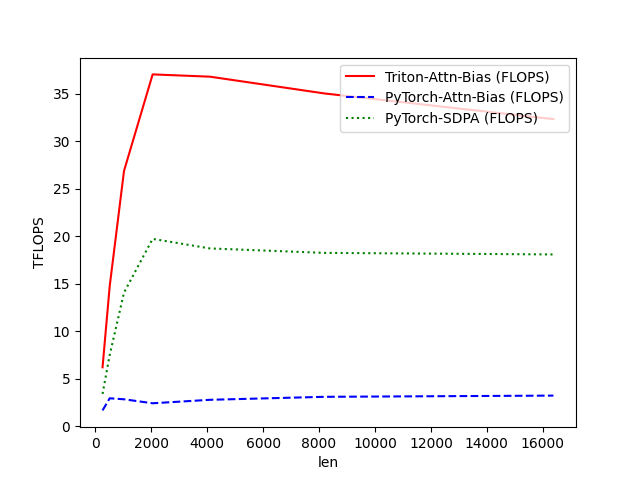 Triton-Attn-Bias (FLOPS)
PyTorch-Attn-Bias (FLOPS)
PyTorch-SDPA (FLOPS)
35
30
25
20
15
10
5
0
TFLOPS
0 2000 4000 6000 8000 10000 12000 14000 16000
len